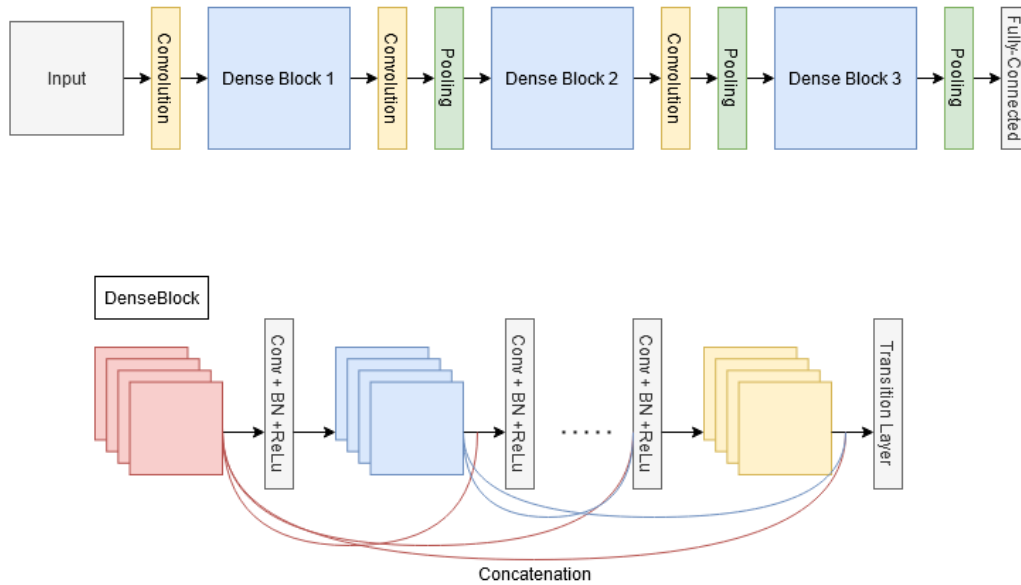 Input
Convolution
Dense Block 1
Convolution
Pooling
Dense Block 2
Convolution
Pooling
Dense Block 3
Pooling
Fully-Connected
DenseBlock
Conv + BN +ReLu
Conv + BN +ReLu
.....
Conv + BN +ReLu
Transition Layer
Concatenation